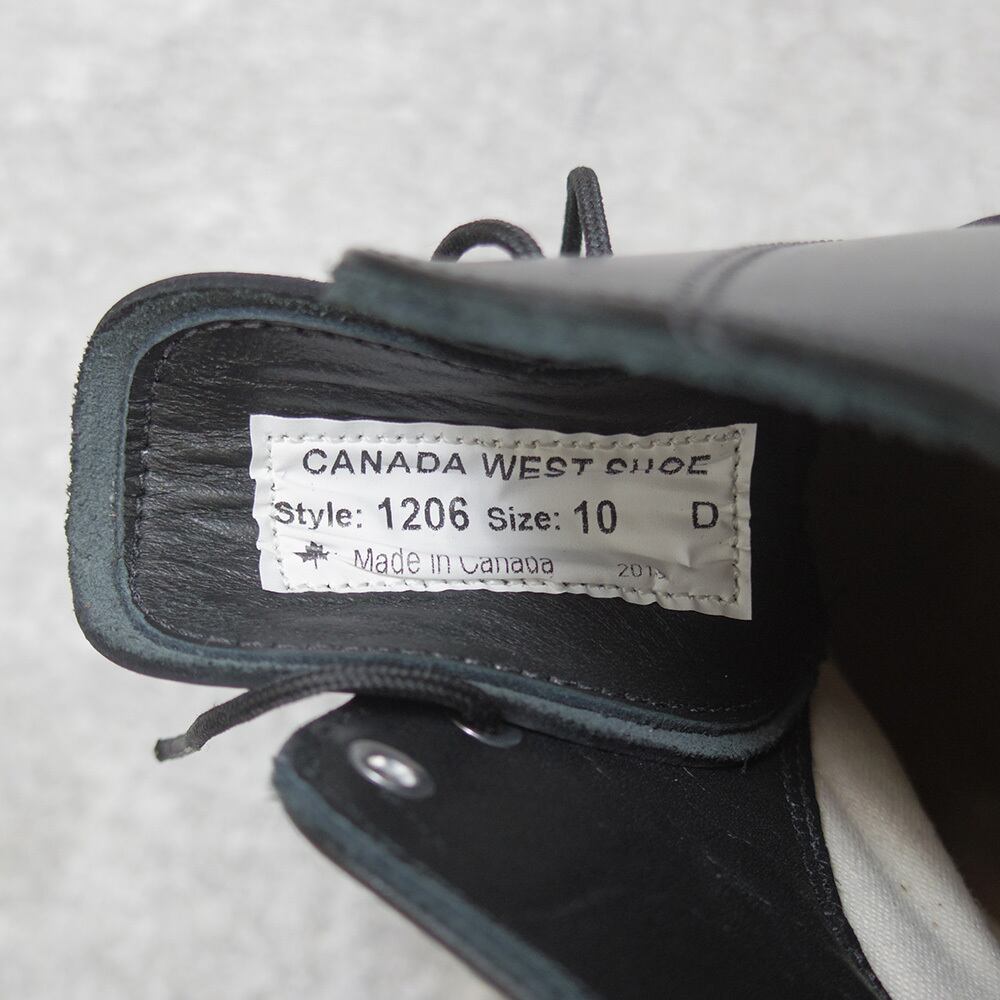 CANADA WEST SHOE
Style: 1206 Size: 10 D
Made in Canada